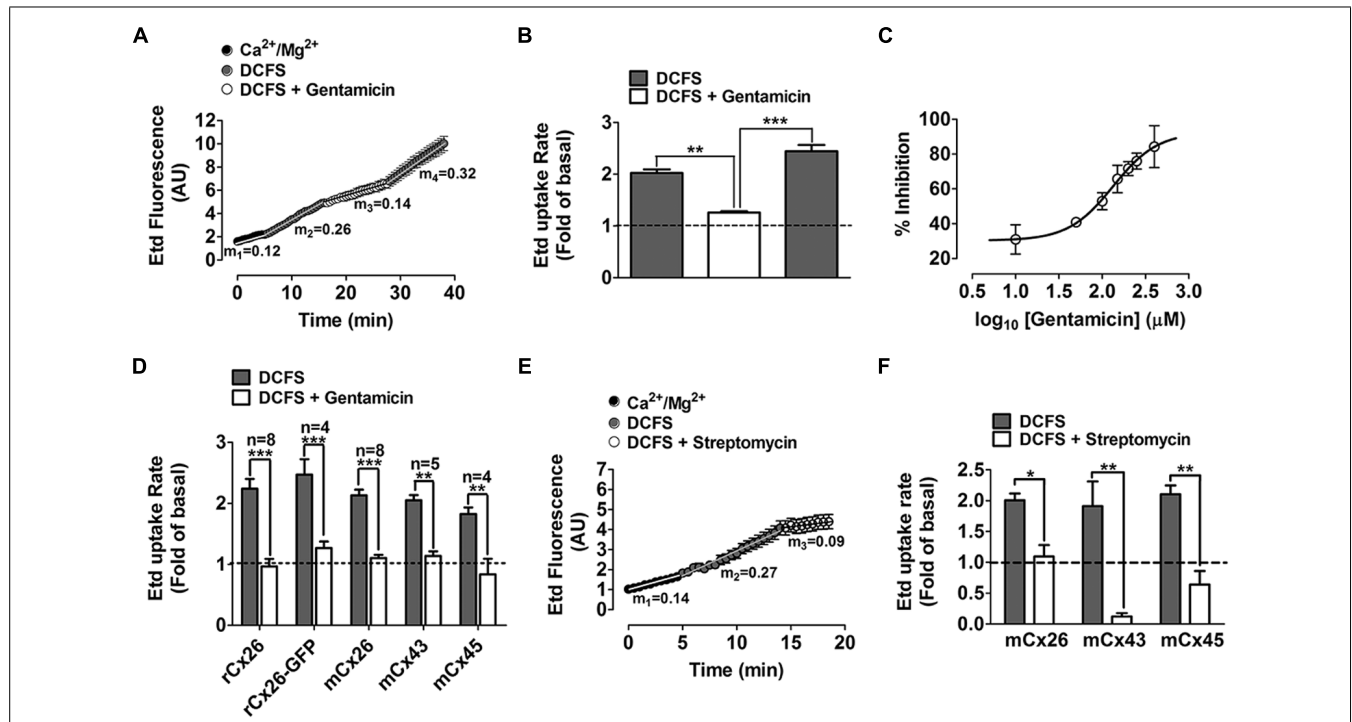 A
Ca2+/Mg2+
DCFS
DCFS + Gentamicin
Etd Fluorescence
(AU)
12
10
8
6
4
2
0
m1=0.12
m2=0.26
m3=0.14
m4=0.32
0 10 20 30 40
Time (min)
B
DCFS
DCFS + Gentamicin
Etd uptake Rate
(Fold of basal)
3
2
1
0
**
***
C
% Inhibition
100
80
60
40
20
0.5 1.0 1.5 2.0 2.5 3.0
log10 [Gentamicin] (μM)
D
DCFS
DCFS + Gentamicin
Etd uptake Rate
(Fold of basal)
3
2
1
0
n=8
***
n=4
***
n=8
***
n=5
**
n=4
**
rCx26
rCx26-GFP
mCx26
mCx43
mCx45
E
Ca2+/Mg2+
DCFS
DCFS + Streptomycin
Etd Fluorescence
(AU)
7
6
5
4
3
2
1
0
m1=0.14
m2=0.27
m3=0.09
0 5 10 15 20
Time (min)
F
DCFS
DCFS + Streptomycin
Etd uptake rate
(Fold of basal)
2.5
2.0
1.5
1.0
0.5
0.0
*
**
**
mCx26 mCx43 mCx45